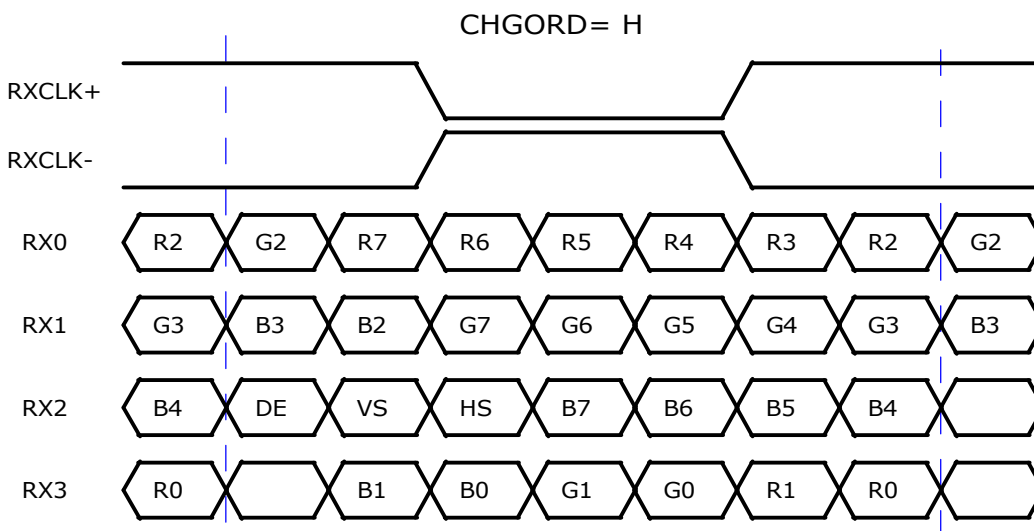 CHGORD= H
RXCLK+
RXCLK-
RX0 R2 G2 R7 R6 R5 R4 R3 R2 G2
RX1 G3 B3 B2 G7 G6 G5 G4 G3 B3
RX2 B4 DE VS HS B7 B6 B5 B4
RX3 R0 B1 B0 G1 G0 R1 R0